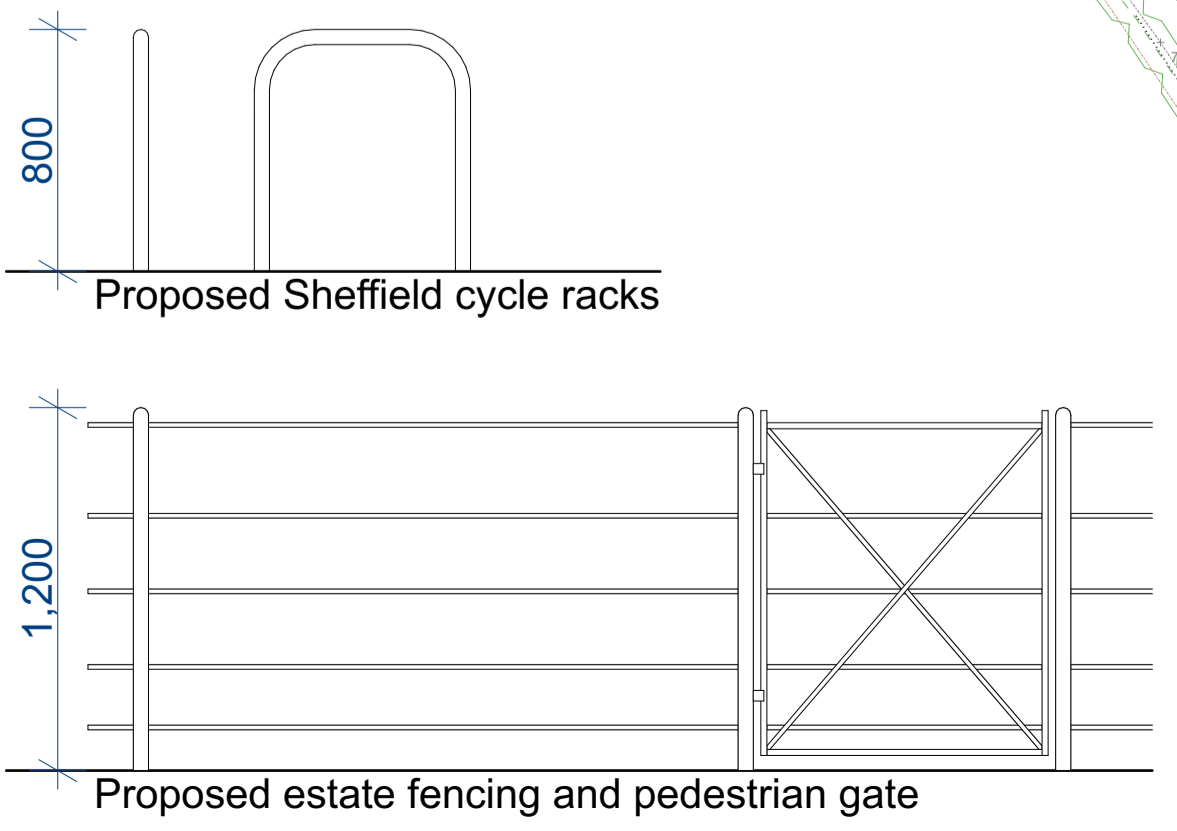 800
Proposed Sheffield cycle racks
1,200
Proposed estate fencing and pedestrian gate